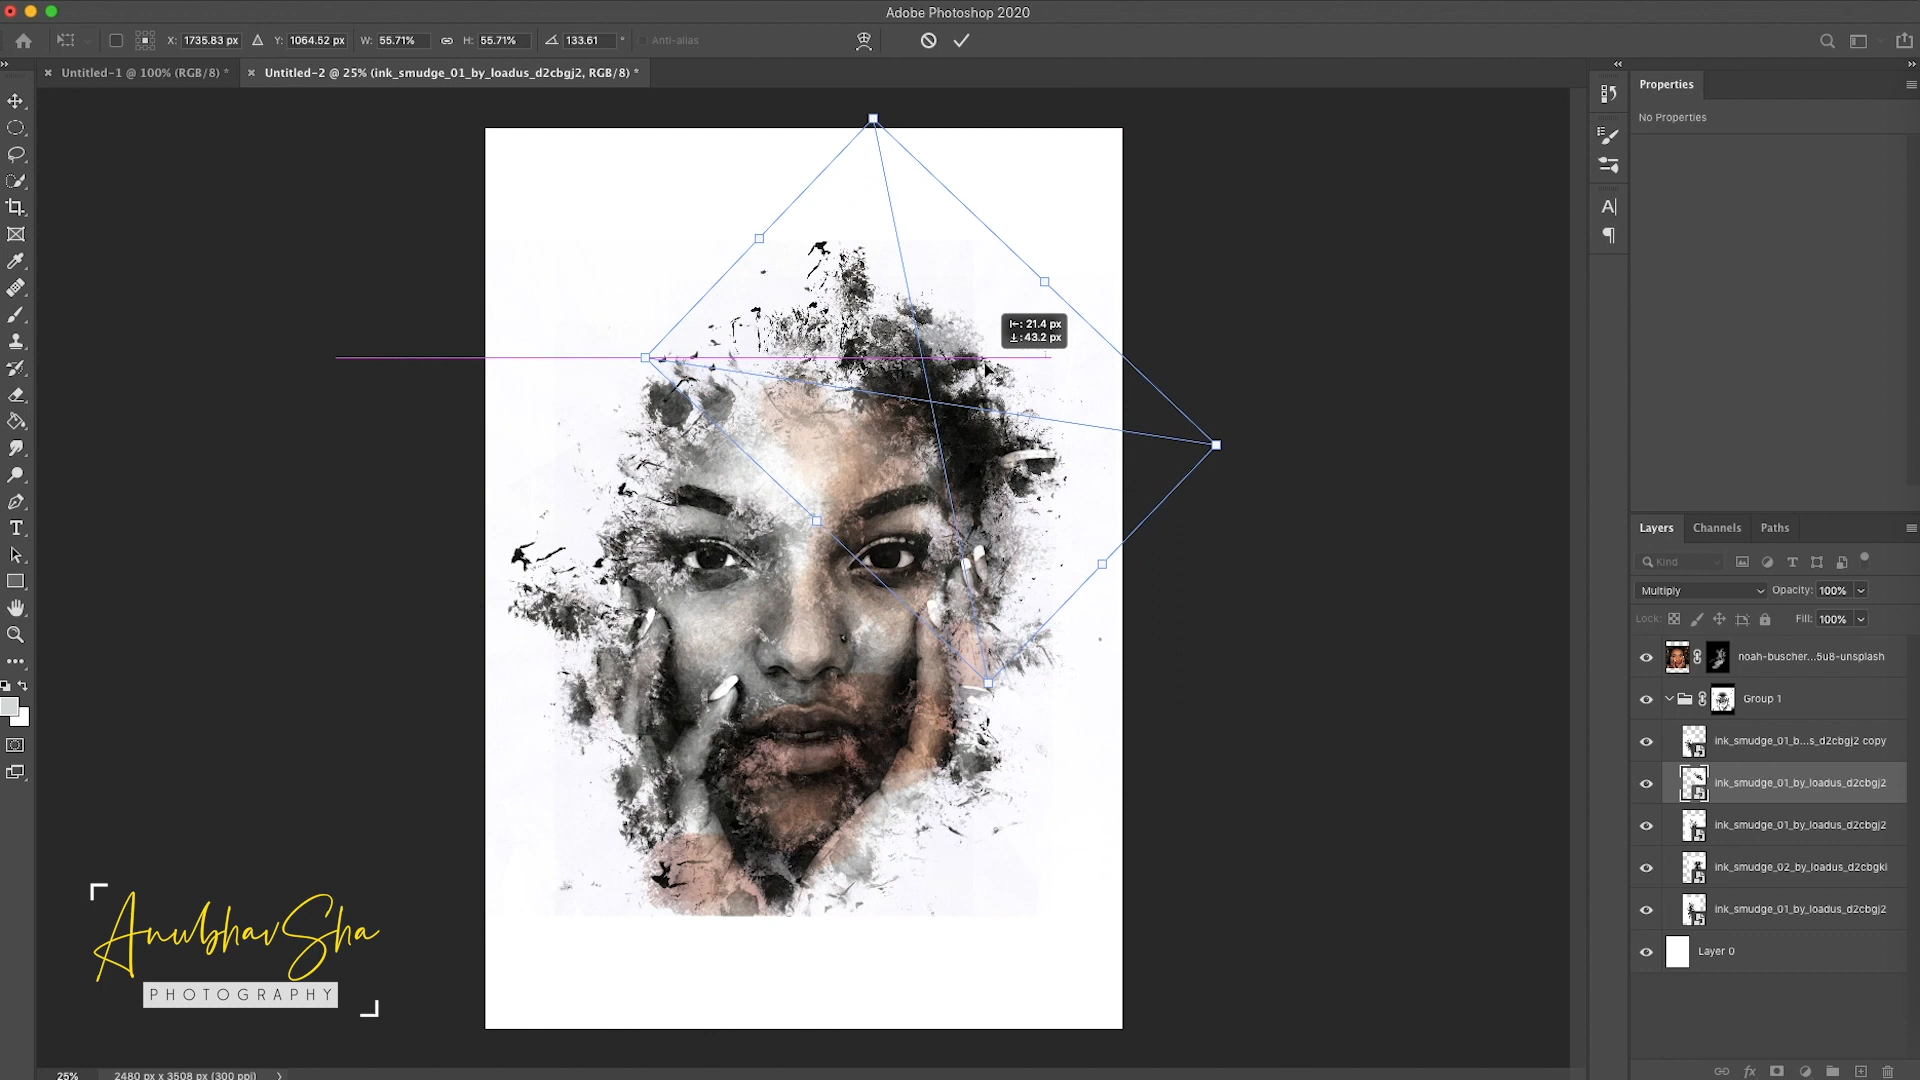 Adobe Photoshop 2020
X: 1735.83 px Y: 1064.52 px W: 55.71% H: 55.71% 133.61 ° Anti-alias
Untitled-1 @ 100% (RGB/8) *
Untitled-2 @ 25% (ink_smudge_01_by_loadus_d2cbgj2, RGB/8) *
Properties
No Properties
21.4 px
43.2 px
Layers Channels Paths
Kind
Multiply Opacity: 100%
Lock: Fill: 100%
noah-buscher...5u8-unsplash
Group 1
ink_smudge_01_b...s_d2cbgj2 copy
ink_smudge_01_by_loadus_d2cbgj2
ink_smudge_01_by_loadus_d2cbgj2
ink_smudge_02_by_loadus_d2cbgki
ink_smudge_01_by_loadus_d2cbgj2
Layer 0
AnubhavSha
PHOTOGRAPHY
25% 2480 px x 3508 px (300 ppi)